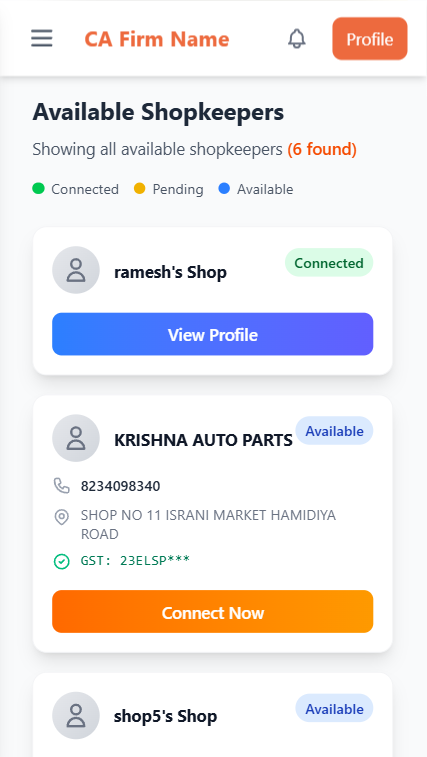 CA Firm Name
Profile
Available Shopkeepers
Showing all available shopkeepers (6 found)
Connected
Pending
Available
ramesh's Shop
Connected
View Profile
KRISHNA AUTO PARTS
Available
8234098340
SHOP NO 11 ISRANI MARKET HAMIDIYA
ROAD
GST: 23ELSP***
Connect Now
shop5's Shop
Available